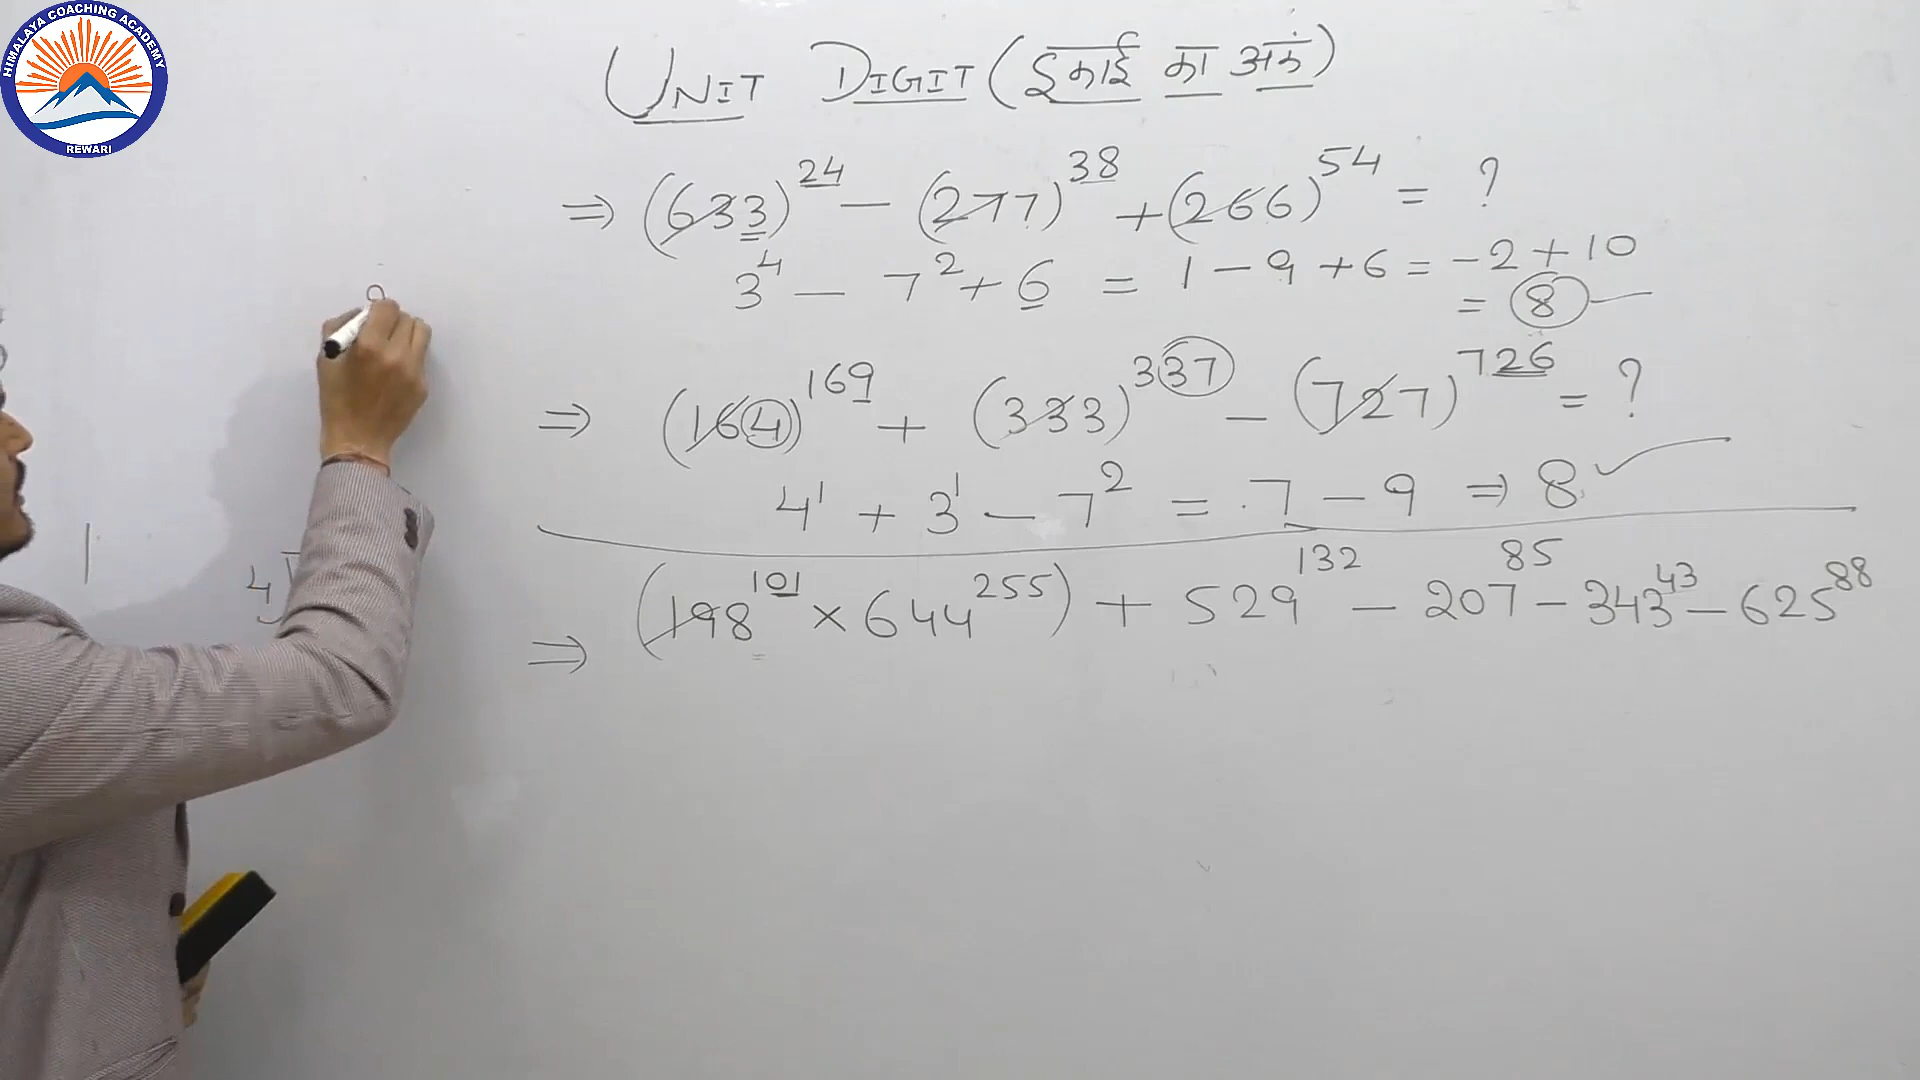 HIMALAYA COACHING ACADEMY
REWARI
UNIT DIGIT (इकाई का अंक)
⇒ (633)^24 − (277)^38 + (266)^54 = ?
3^4 − 7^2 + 6 = 1 − 9 + 6 = −2 + 10
= 8
⇒ (164)^169 + (333)^337 − (727)^726 = ?
4^1 + 3^1 − 7^2 = 7 − 9 ⇒ 8
⇒ (198^101 × 644^255) + 529^132 − 207^85 − 343^43 − 625^88
4